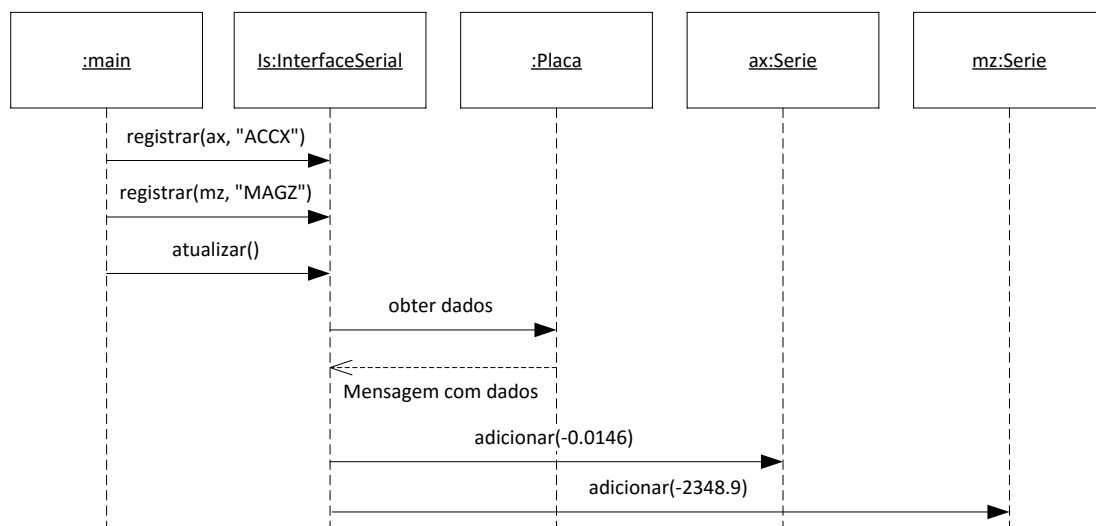 :main
Is:InterfaceSerial
:Placa
ax:Serie
mz:Serie
registrar(ax, "ACCX")
registrar(mz, "MAGZ")
atualizar()
obter dados
Mensagem com dados
adicionar(-0.0146)
adicionar(-2348.9)